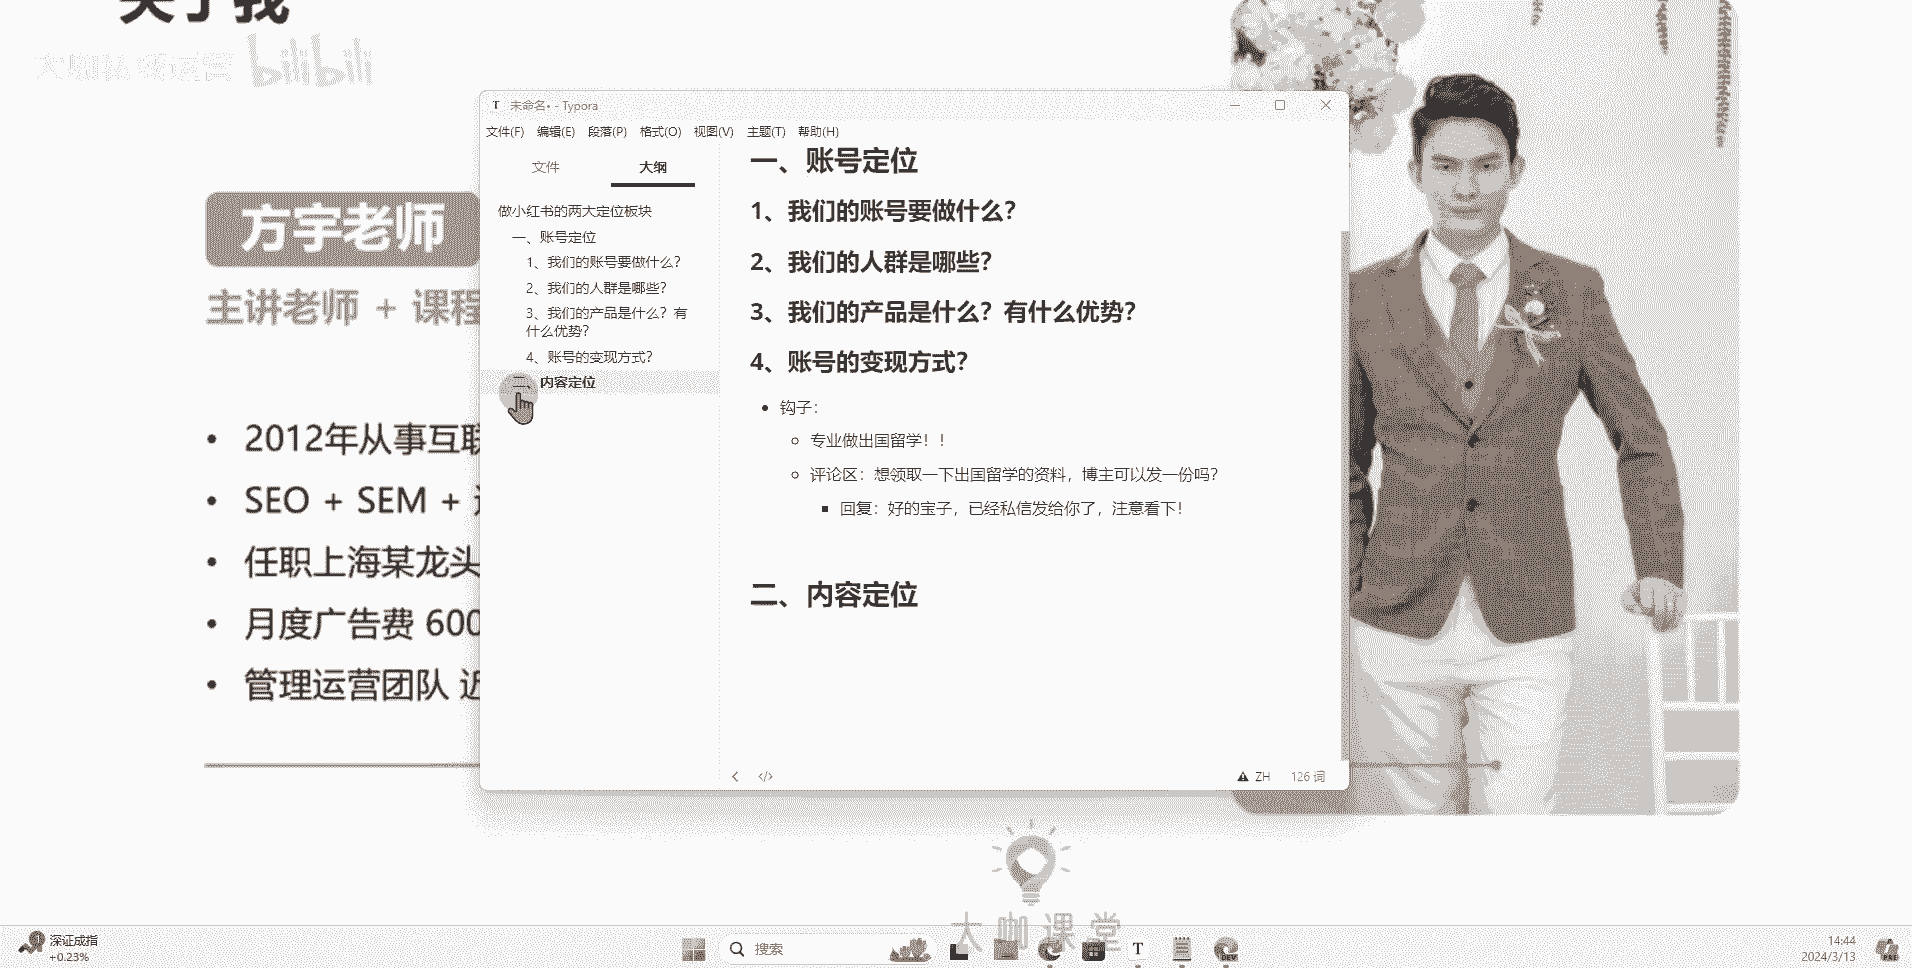 关于我
大咖私域运营 bilibili
未命名• - Typora
文件(F) 编辑(E) 段落(P) 格式(O) 视图(V) 主题(T) 帮助(H)
文件 大纲
做小红书的两大定位板块
一、账号定位
1、我们的账号要做什么？
2、我们的人群是哪些？
3、我们的产品是什么？有
什么优势？
4、账号的变现方式？
二、内容定位
一、账号定位
1、我们的账号要做什么？
2、我们的人群是哪些？
3、我们的产品是什么？有什么优势？
4、账号的变现方式？
• 钩子：
专业做出国留学！！
评论区：想领取一下出国留学的资料，博主可以发一份吗？
回复：好的宝子，已经私信发给你了，注意看下！
二、内容定位
ZH 126 词
方宇老师
主讲老师 + 课程
• 2012年从事互联
• SEO + SEM +
• 任职上海某龙头
• 月度广告费 600
• 管理运营团队 近
大咖课堂
深证成指
+0.23%
搜索
T
DEV
14:44
2024/3/13
PRE